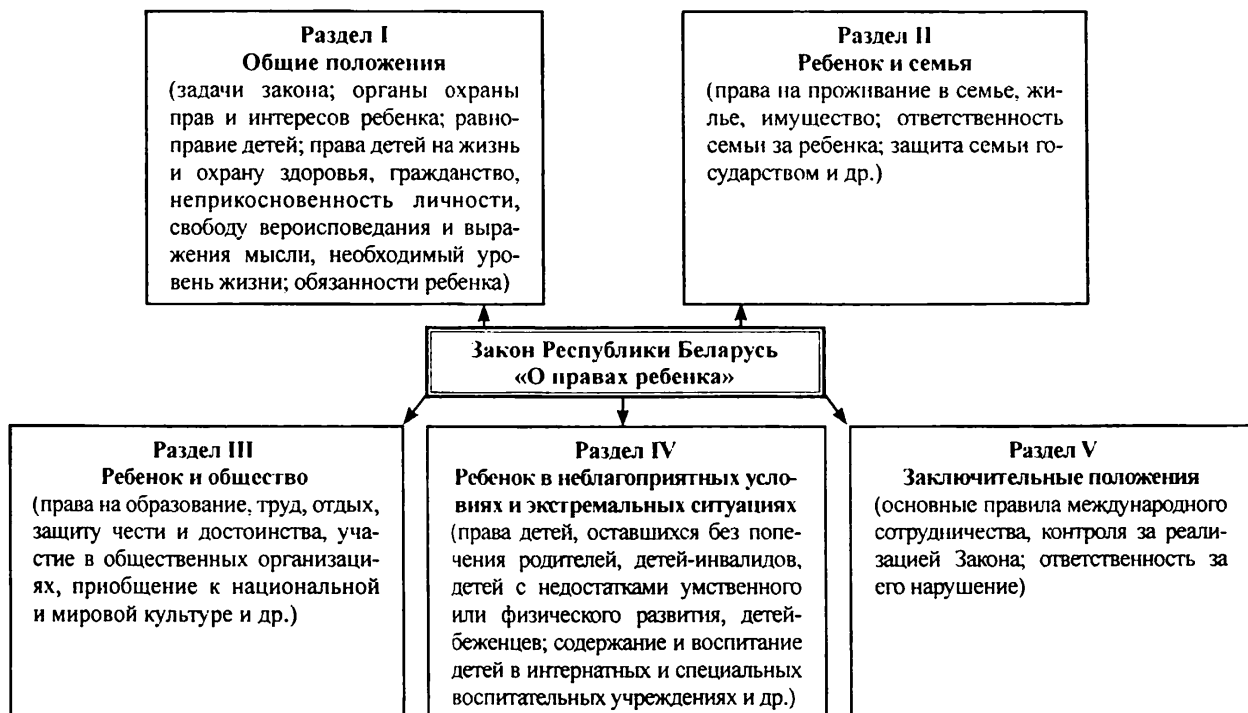 Раздел I
Общие положения
(задачи закона; органы охраны
прав и интересов ребенка; равно-
правие детей; права детей на жизнь
и охрану здоровья, гражданство,
неприкосновенность личности,
свободу вероисповедания и выра-
жения мысли, необходимый уро-
вень жизни; обязанности ребенка)
Раздел II
Ребенок и семья
(права на проживание в семье, жи-
лье, имущество; ответственность
семьи за ребенка; защита семьи го-
сударством и др.)
Закон Республики Беларусь
«О правах ребенка»
Раздел III
Ребенок и общество
(права на образование, труд, отдых,
защиту чести и достоинства, уча-
стие в общественных организаци-
ях, приобщение к национальной
и мировой культуре и др.)
Раздел IV
Ребенок в неблагоприятных усло-
виях и экстремальных ситуациях
(права детей, оставшихся без попе-
чения родителей, детей-инвалидов,
детей с недостатками умственного
или физического развития, детей-
беженцев; содержание и воспитание
детей в интернатных и специальных
воспитательных учреждениях и др.)
Раздел V
Заключительные положения
(основные правила международного
сотрудничества, контроля за реали-
зацией Закона; ответственность за
его нарушение)